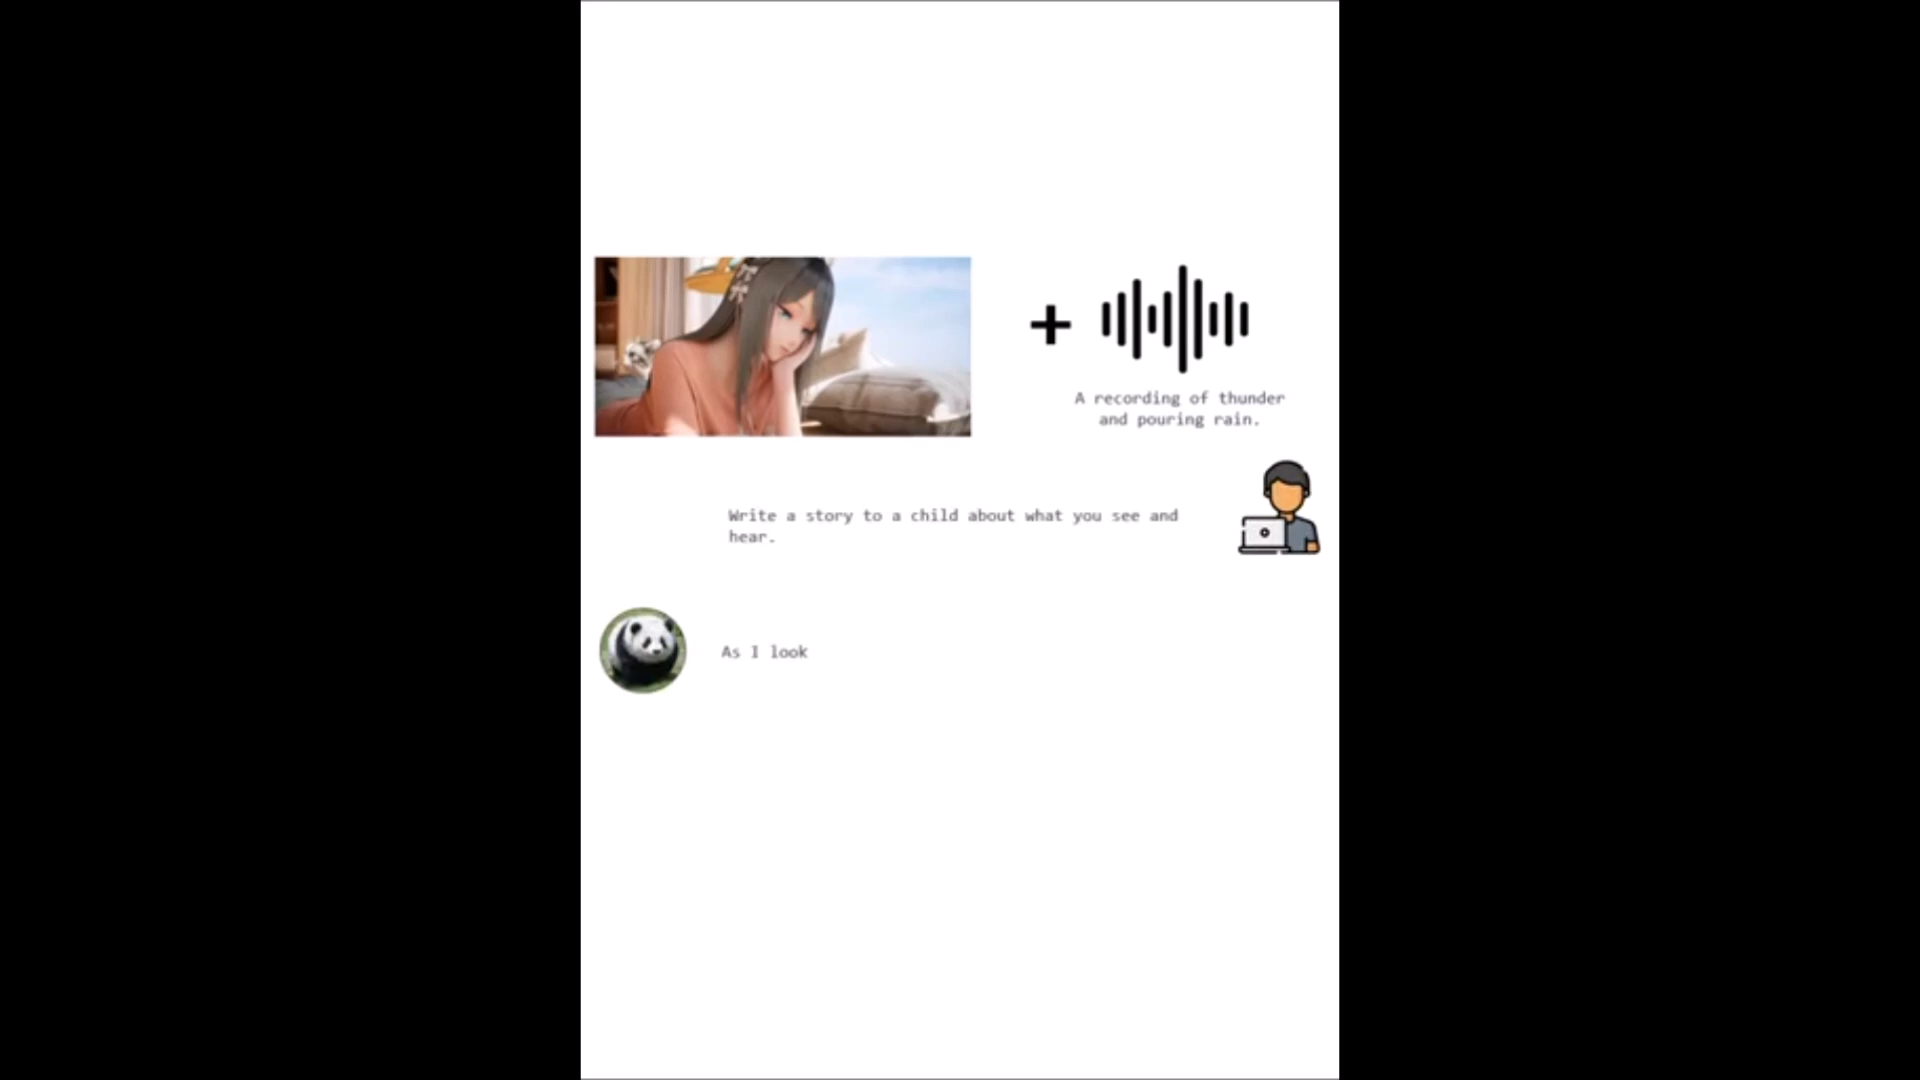 A recording of thunder
and pouring rain.
Write a story to a child about what you see and
hear.
As I look